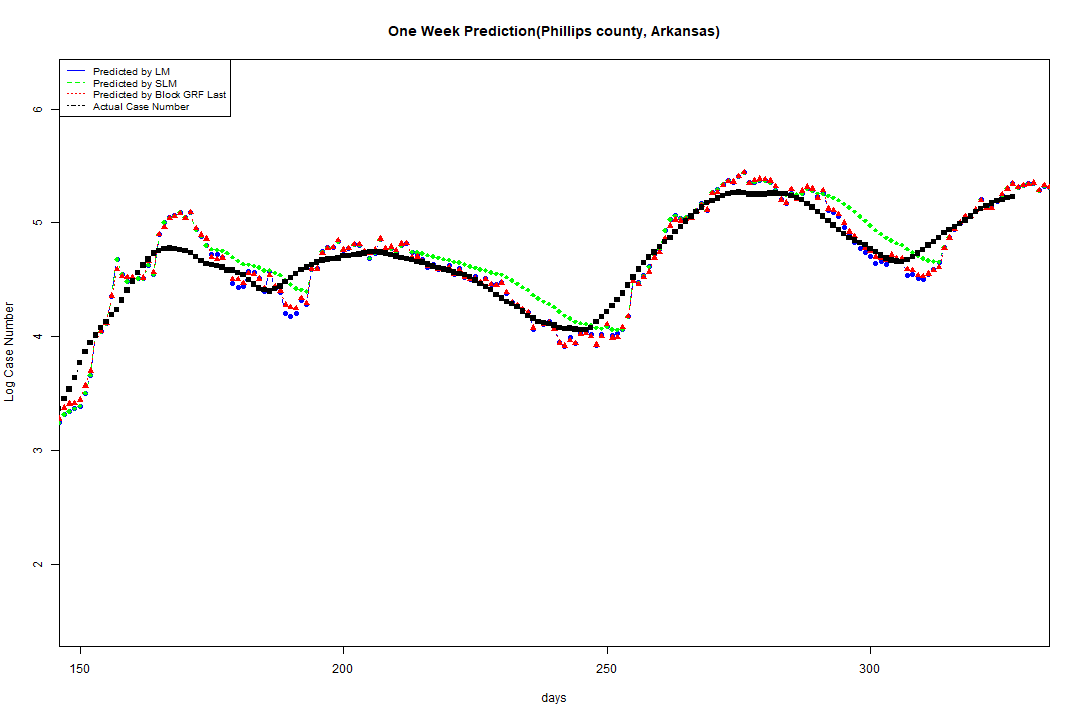 One Week Prediction(Phillips county, Arkansas)
Predicted by LM
Predicted by SLM
Predicted by Block GRF Last
Actual Case Number
6
5
4
3
2
Log Case Number
150 200 250 300
days